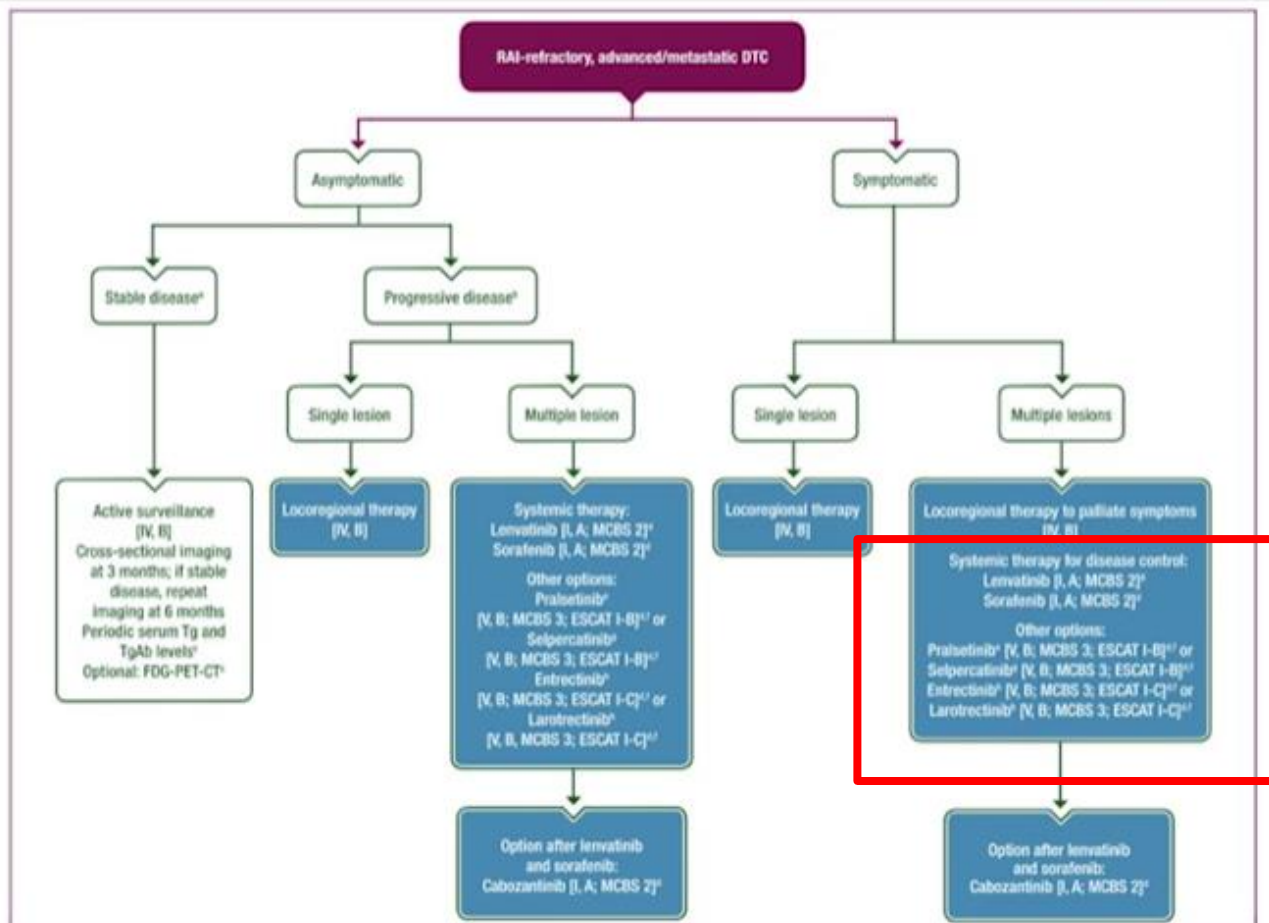 RAI-refractory, advanced/metastatic DTC
Asymptomatic
Symptomatic
Stable disease
Progressive disease
Single lesion
Multiple lesion
Single lesion
Multiple lesions
Active surveillance
[IV, B]
Cross-sectional imaging
at 3 months; if stable
disease, repeat
imaging at 6 months
Periodic serum Tg and
TgAb levels
Optional: FDG-PET-CT
Locoregional therapy
[IV, B]
Systemic therapy:
Lenvatinib [I, A; MCBS 2]
Sorafenib [I, A; MCBS 2]
Other options:
Pralsetinib
[V, B; MCBS 3; ESCAT I-B] or
Selpercatinib
[V, B; MCBS 3; ESCAT I-B]
Entrectinib
[V, B; MCBS 3; ESCAT I-C] or
Larotrectinib
[V, B, MCBS 3; ESCAT I-C]
Locoregional therapy
[IV, B]
Locoregional therapy to palliate symptoms
[IV, B]
Systemic therapy for disease control:
Lenvatinib [I, A; MCBS 2]
Sorafenib [I, A; MCBS 2]
Other options:
Pralsetinib [V, B; MCBS 3; ESCAT I-B] or
Selpercatinib [V, B; MCBS 3; ESCAT I-B]
Entrectinib [V, B; MCBS 3; ESCAT I-C] or
Larotrectinib [V, B; MCBS 3; ESCAT I-C]
Option after lenvatinib
and sorafenib:
Cabozantinib [I, A; MCBS 2]
Option after lenvatinib
and sorafenib:
Cabozantinib [I, A; MCBS 2]